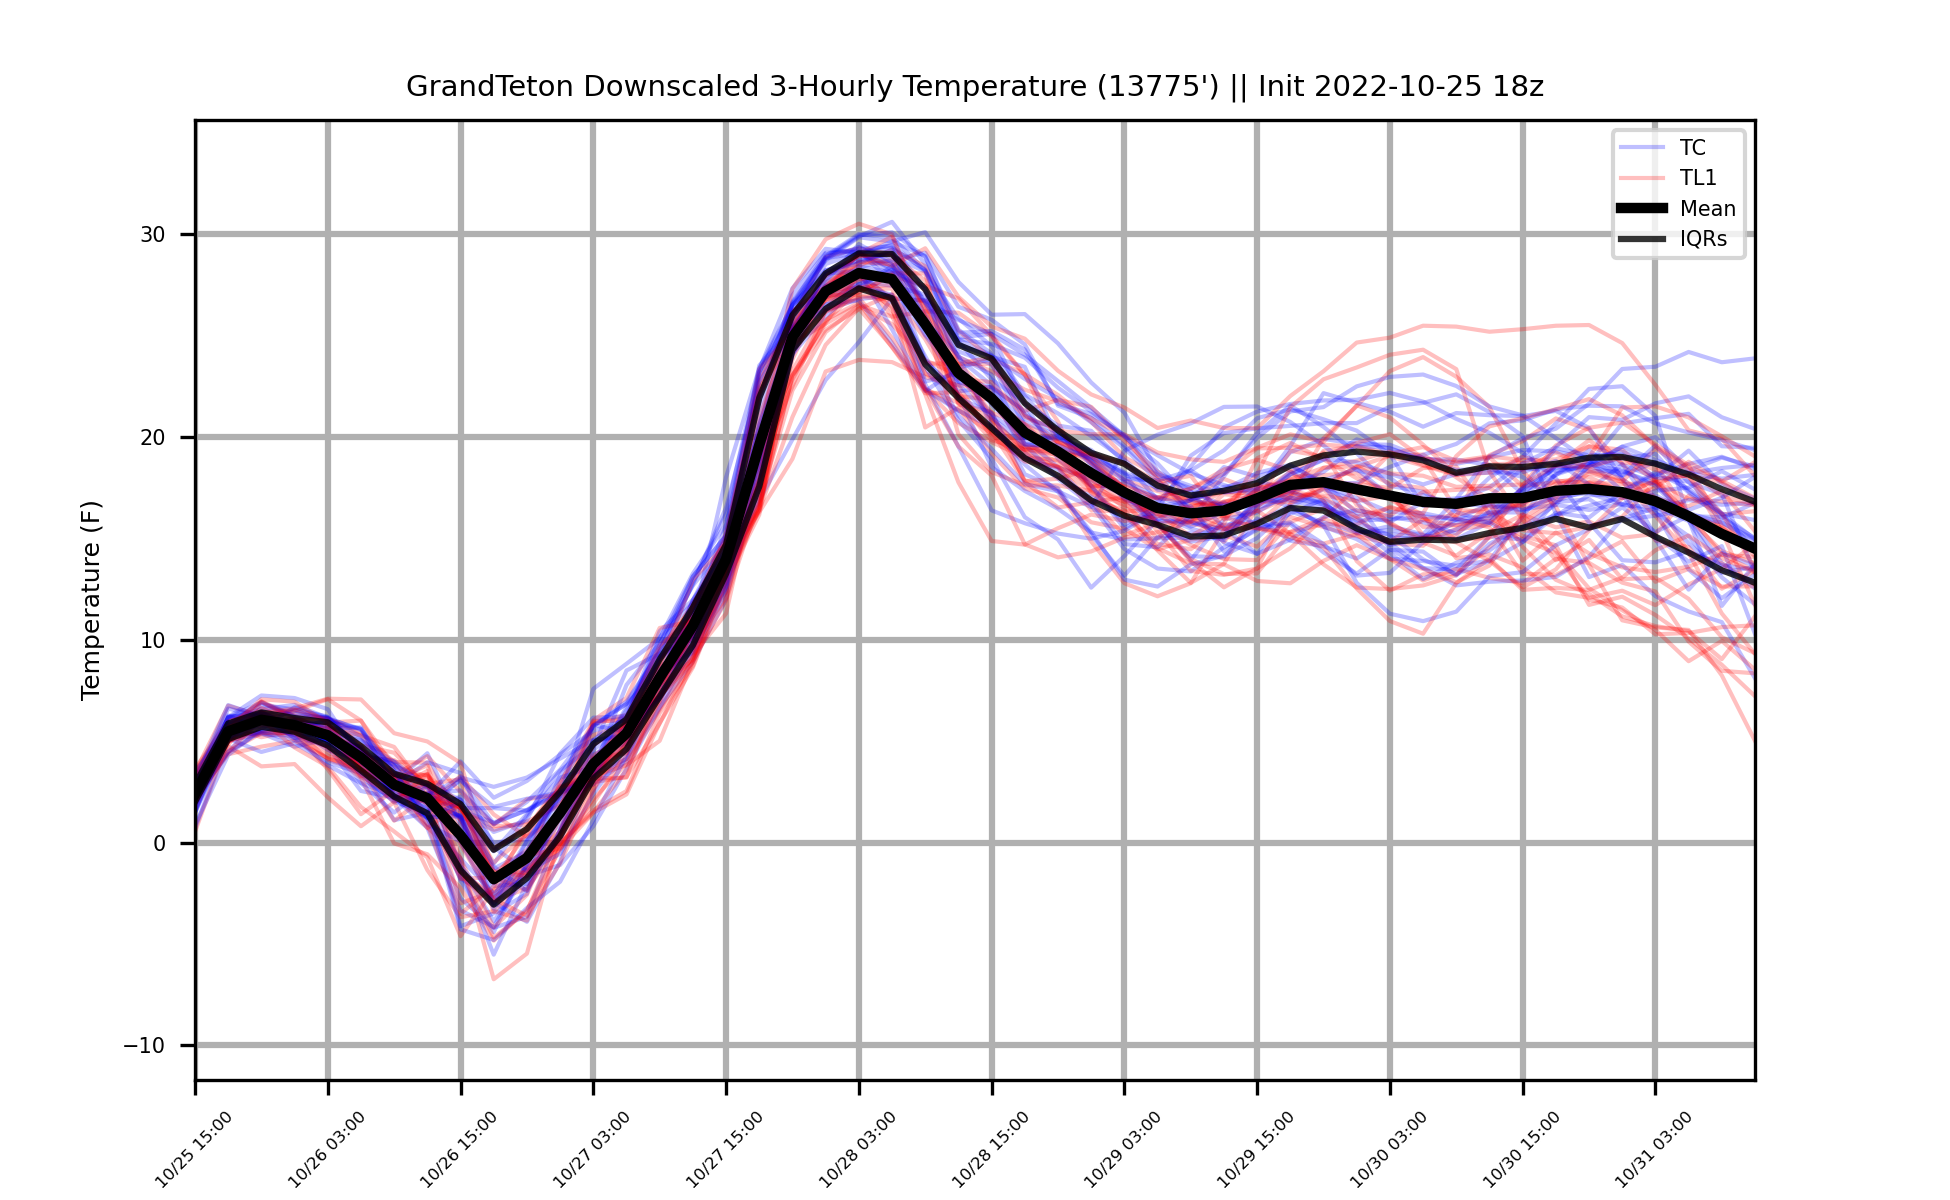 GrandTeton Downscaled 3-Hourly Temperature (13775') || Init 2022-10-25 18z
TC
TL1
Mean
IQRs
Temperature (F)
30
20
10
0
−10
10/25 15:00
10/26 03:00
10/26 15:00
10/27 03:00
10/27 15:00
10/28 03:00
10/28 15:00
10/29 03:00
10/29 15:00
10/30 03:00
10/30 15:00
10/31 03:00